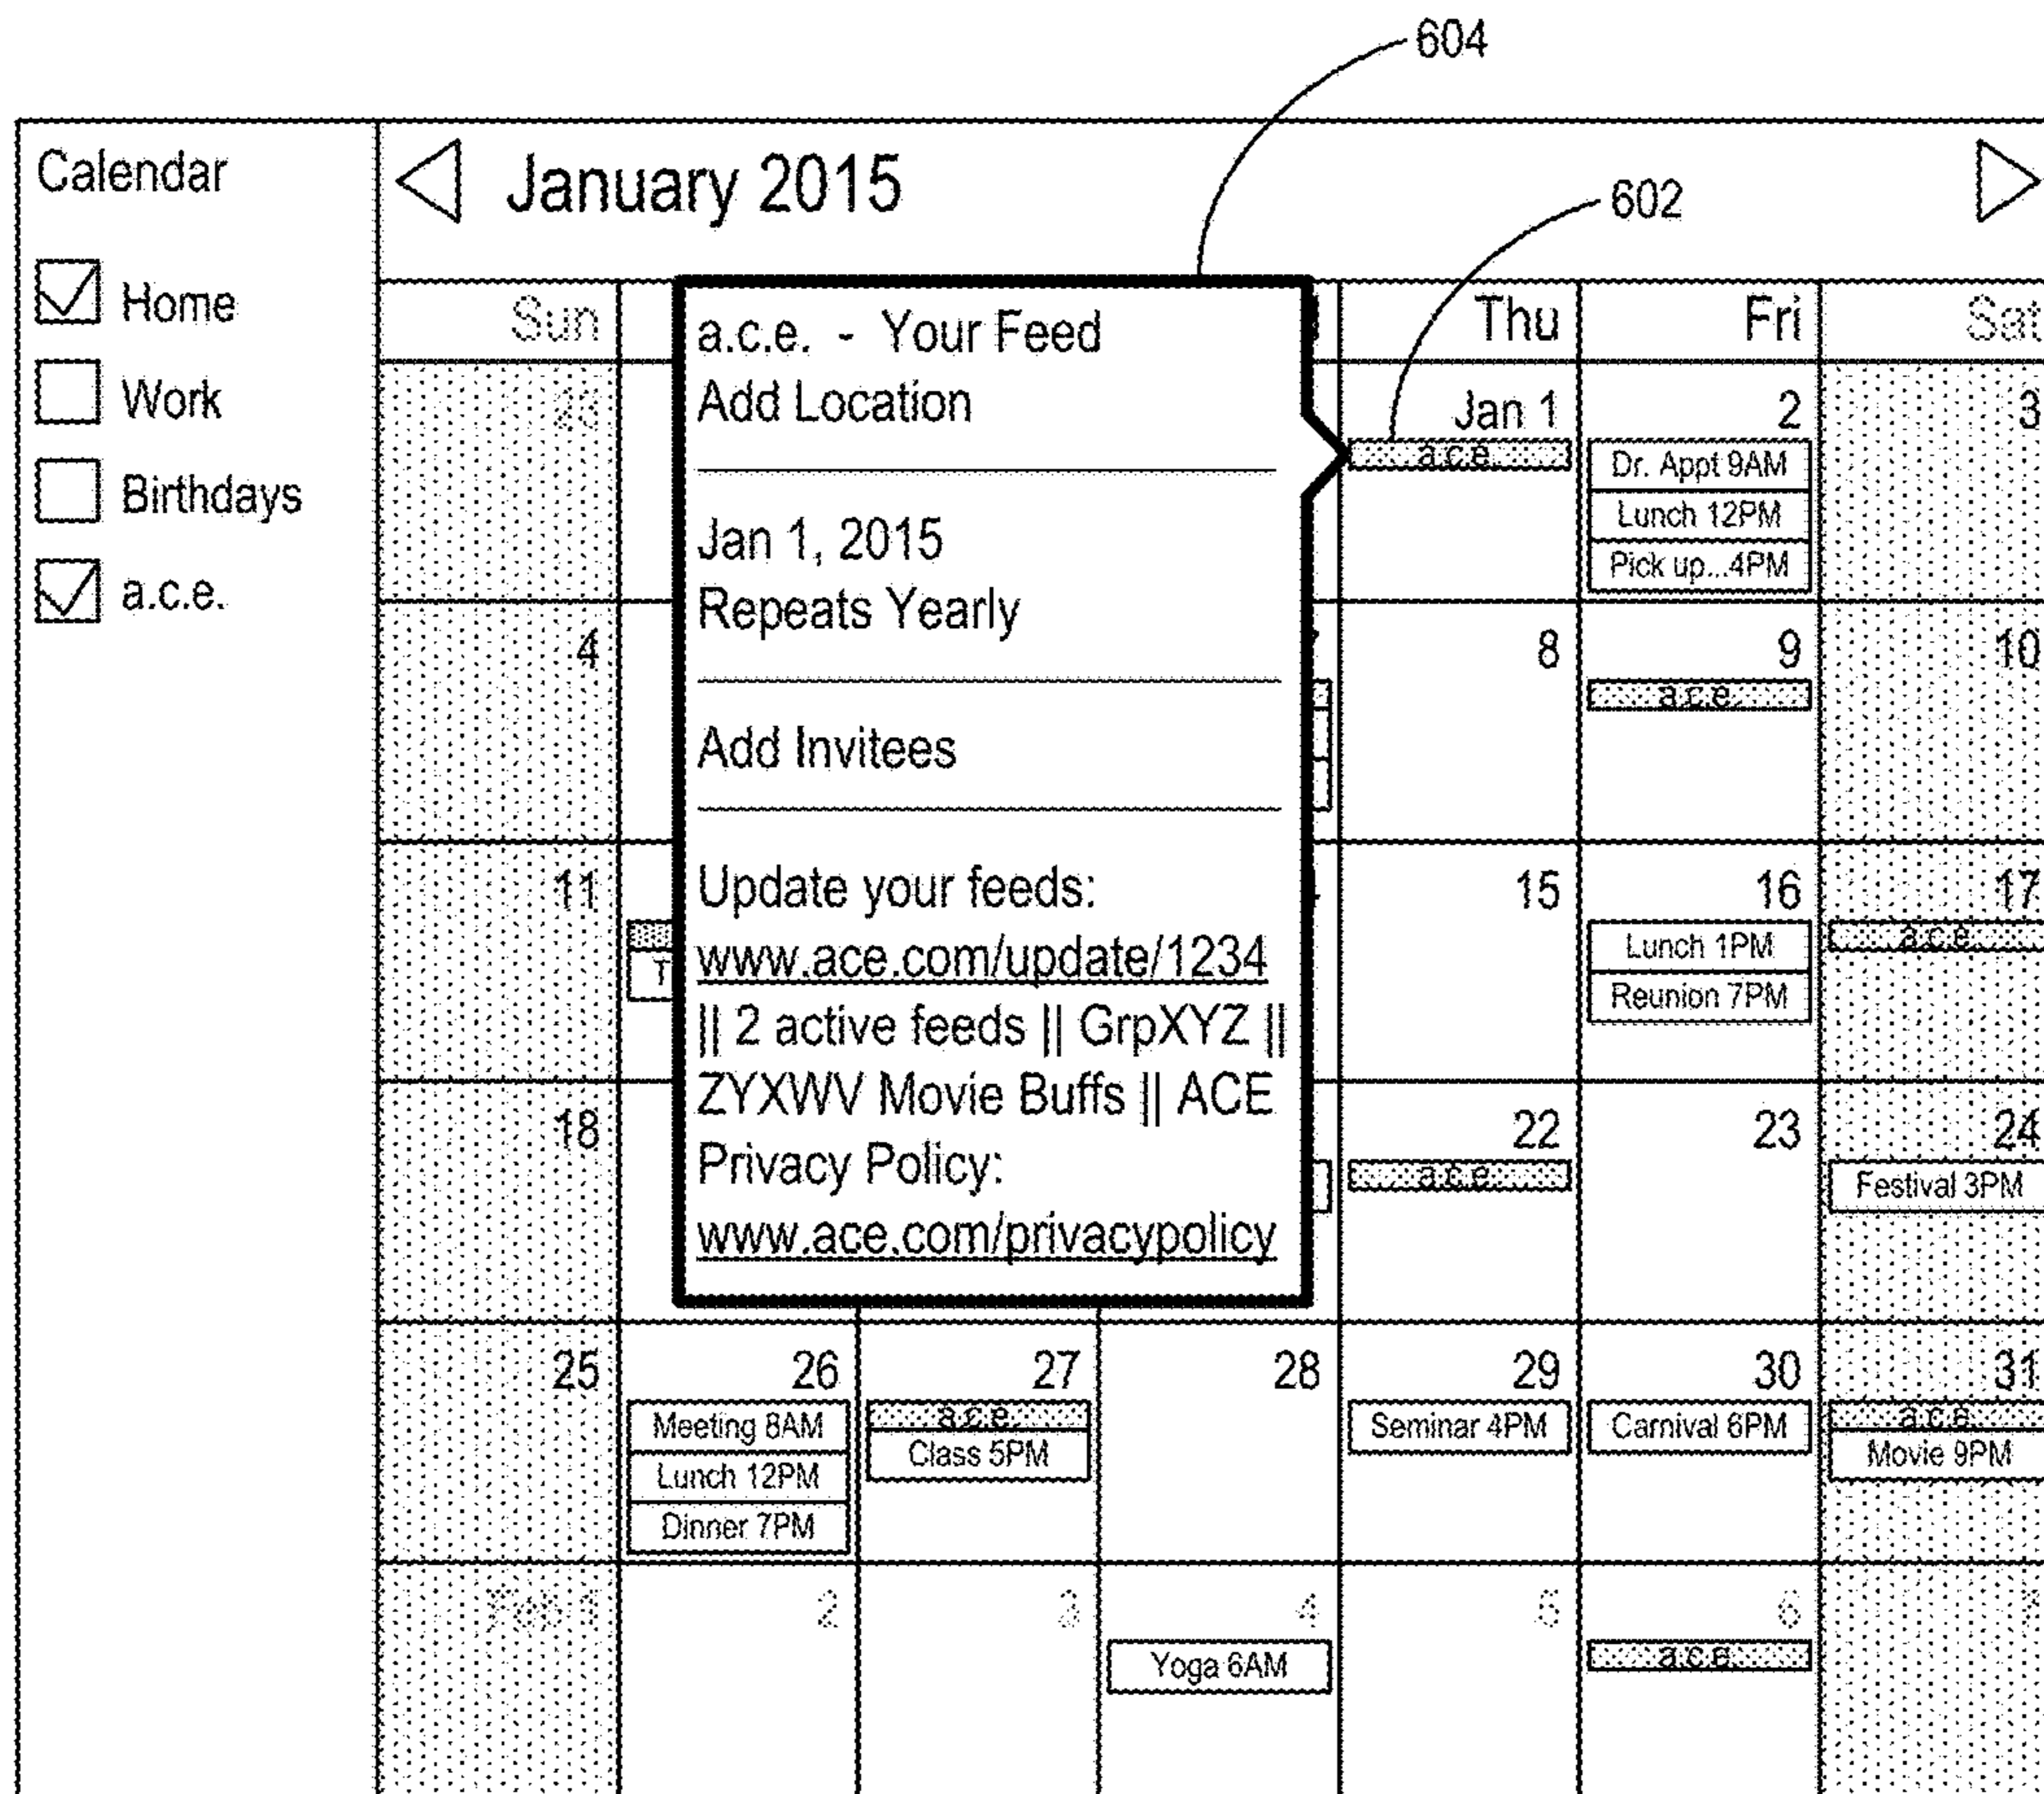 604
Calendar
January 2015
602
Home
Work
Birthdays
a.c.e.
Sun
Thu
Fri
Sat
a.c.e. - Your Feed
Add Location
Jan 1, 2015
Repeats Yearly
Add Invitees
Update your feeds:
www.ace.com/update/1234
|| 2 active feeds || GrpXYZ ||
ZYXWV Movie Buffs || ACE
Privacy Policy:
www.ace.com/privacypolicy
Jan 1
a.c.e.
2
Dr. Appt 9AM
Lunch 12PM
Pick up...4PM
3
4
8
9
a.c.e.
10
11
T
15
16
Lunch 1PM
Reunion 7PM
17
a.c.e.
18
22
a.c.e.
23
24
Festival 3PM
25
26
Meeting 8AM
Lunch 12PM
Dinner 7PM
27
a.c.e.
Class 5PM
28
29
Seminar 4PM
30
Carnival 6PM
31
a.c.e.
Movie 9PM
Feb 1
2
3
4
Yoga 6AM
5
6
a.c.e.
7